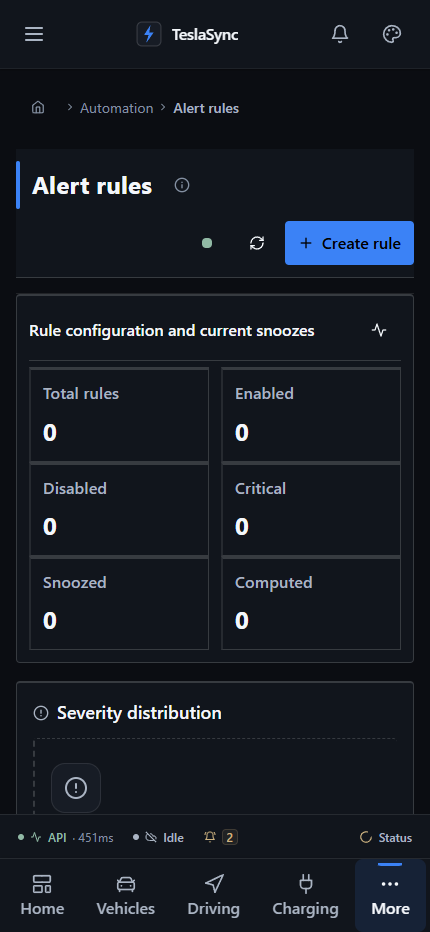 TeslaSync
Automation
Alert rules
Alert rules
Create rule
Rule configuration and current snoozes
Total rules
Enabled
0
0
Disabled
Critical
0
0
Snoozed
Computed
0
0
Severity distribution
API · 451ms
Idle
2
Status
Home
Vehicles
Driving
Charging
More